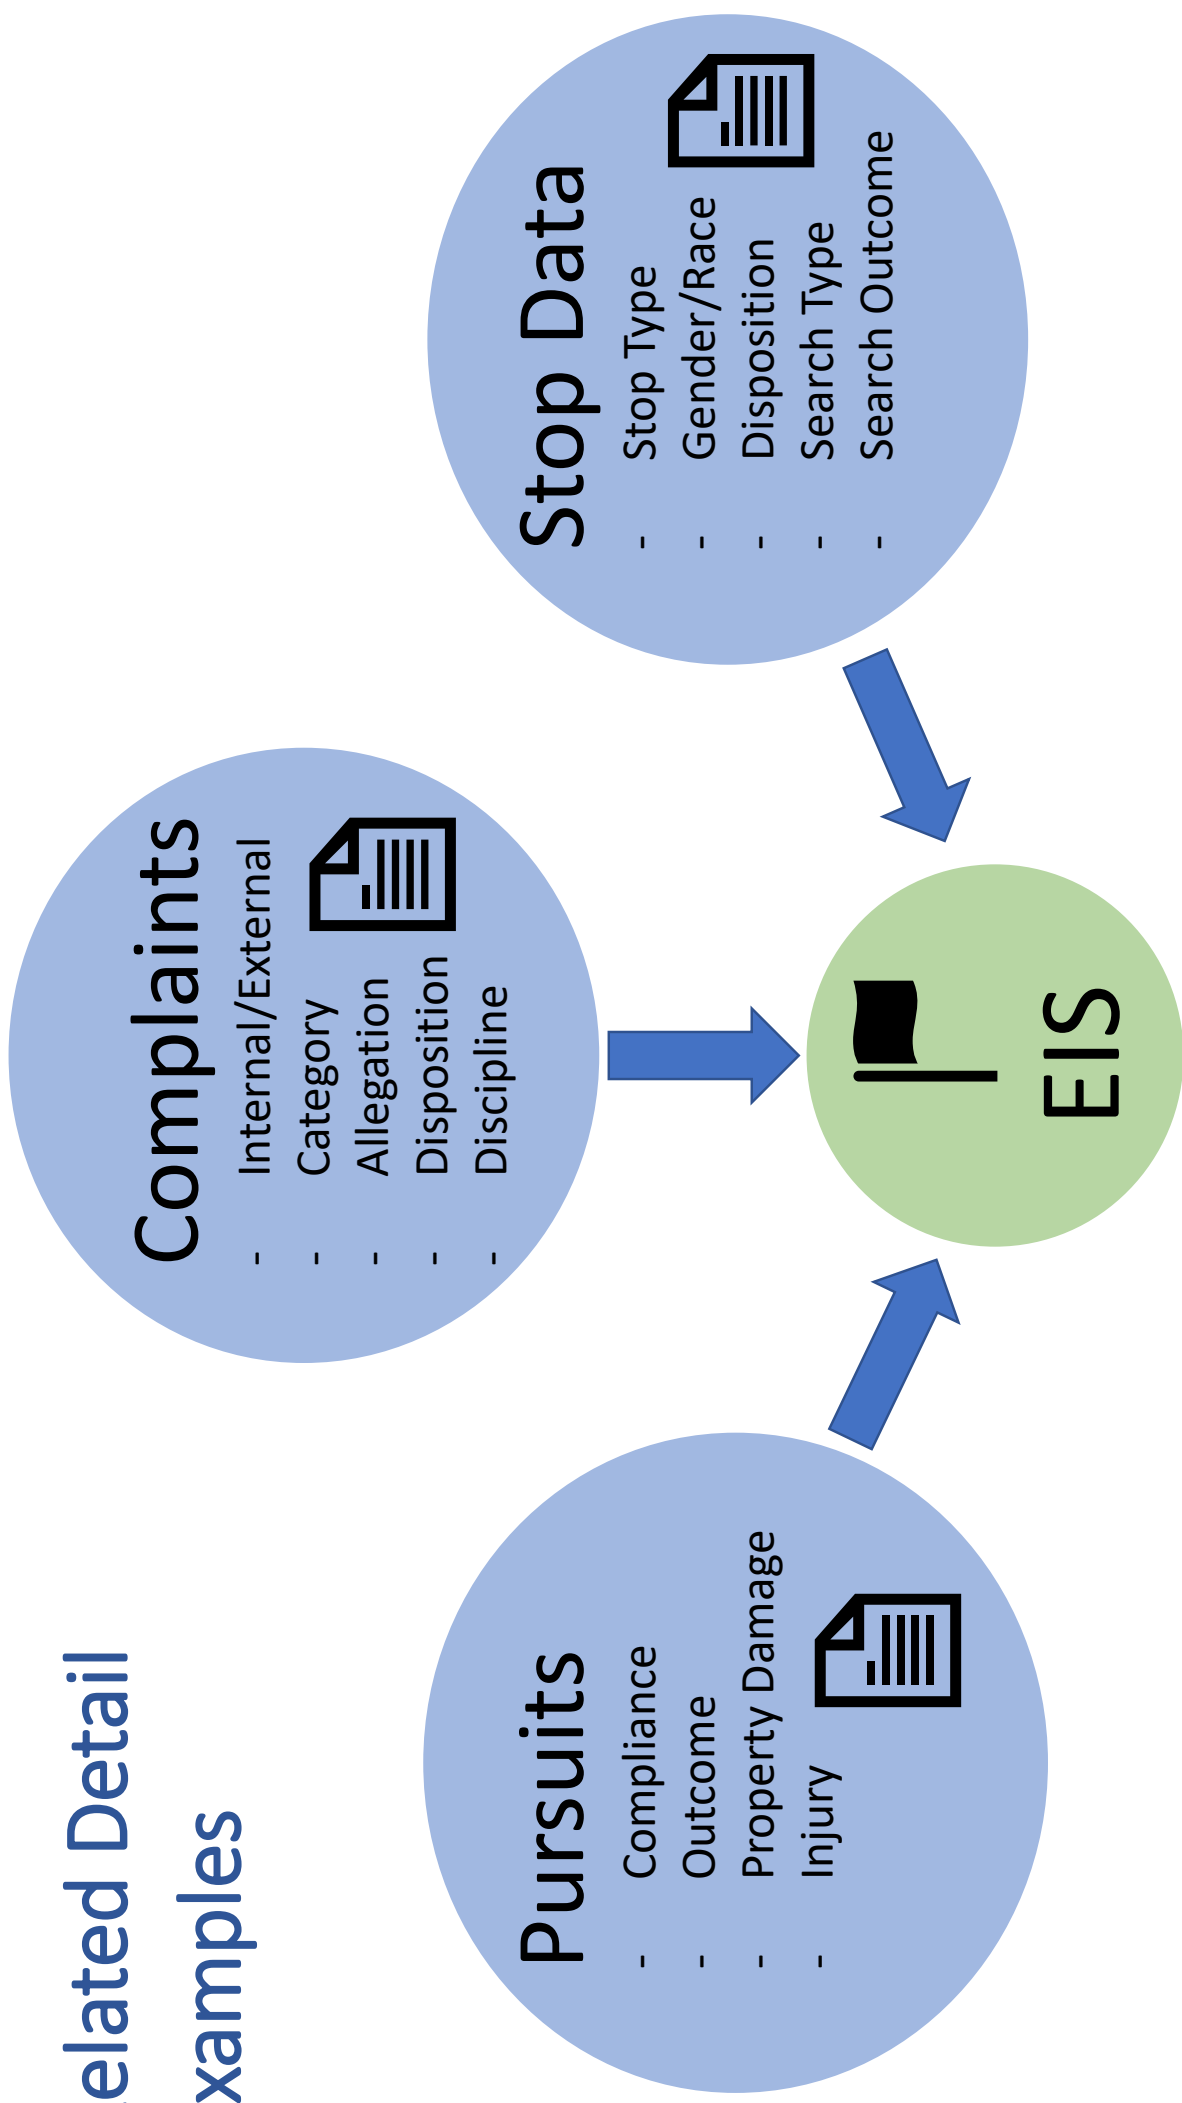 elated Detail
xamples
Pursuits
- Compliance
- Outcome
- Property Damage
- Injury
Complaints
- Internal/External
- Category
- Allegation
- Disposition
- Discipline
Stop Data
- Stop Type
- Gender/Race
- Disposition
- Search Type
- Search Outcome
EIS